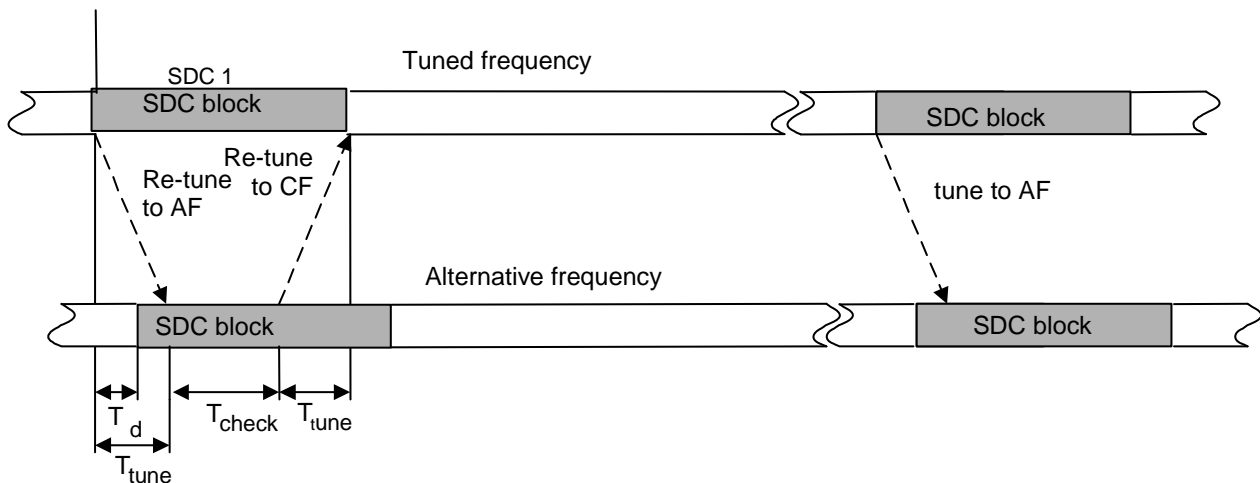 Tuned frequency
SDC 1
SDC block
SDC block
Re-tune
to AF
Re-tune
to CF
tune to AF
Alternative frequency
SDC block
SDC block
T d
T check
T tune
T tune